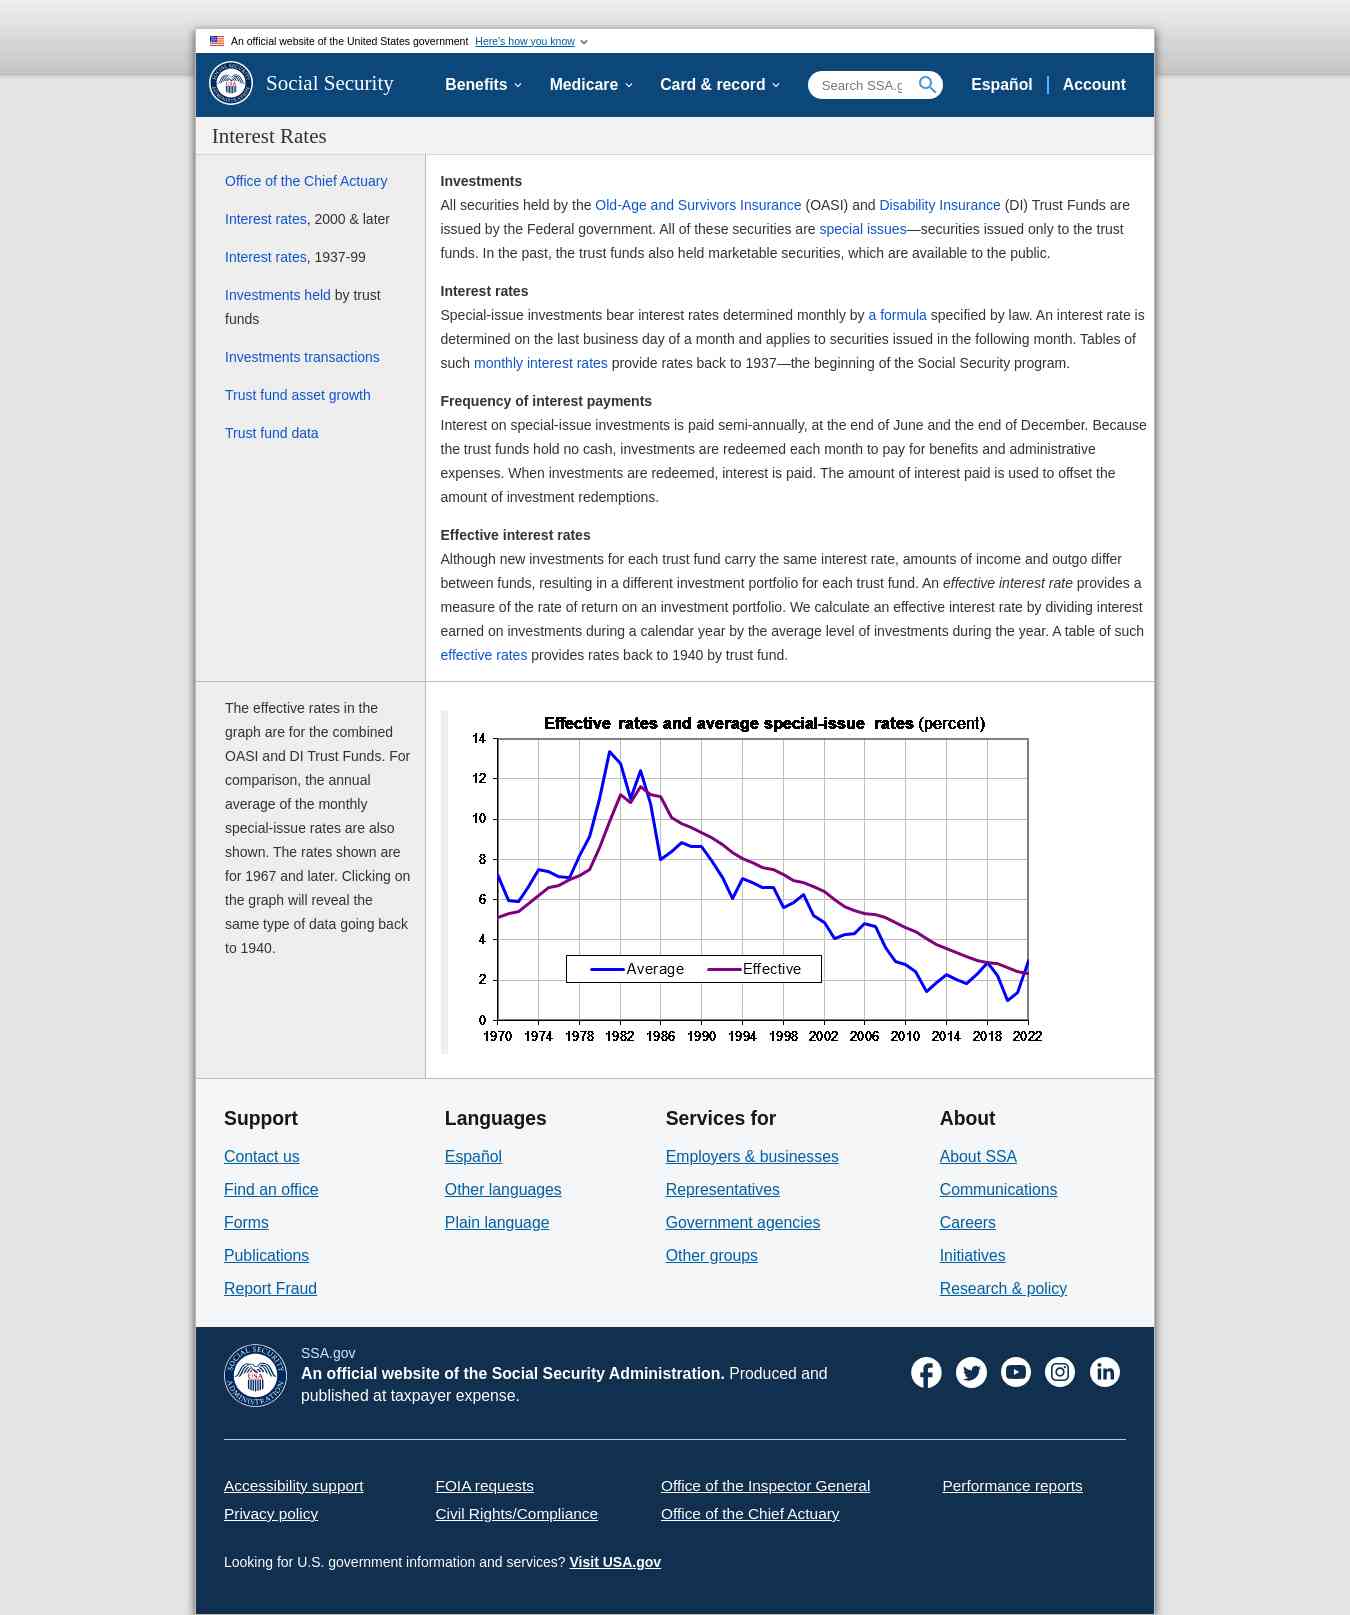 An official website of the United States government Here's how you know
Social Security
Benefits Medicare Card & record Search SSA.g Español Account
Interest Rates
Office of the Chief Actuary
Interest rates, 2000 & later
Interest rates, 1937-99
Investments held by trust
funds
Investments transactions
Trust fund asset growth
Trust fund data
Investments
All securities held by the Old-Age and Survivors Insurance (OASI) and Disability Insurance (DI) Trust Funds are
issued by the Federal government. All of these securities are special issues—securities issued only to the trust
funds. In the past, the trust funds also held marketable securities, which are available to the public.
Interest rates
Special-issue investments bear interest rates determined monthly by a formula specified by law. An interest rate is
determined on the last business day of a month and applies to securities issued in the following month. Tables of
such monthly interest rates provide rates back to 1937—the beginning of the Social Security program.
Frequency of interest payments
Interest on special-issue investments is paid semi-annually, at the end of June and the end of December. Because
the trust funds hold no cash, investments are redeemed each month to pay for benefits and administrative
expenses. When investments are redeemed, interest is paid. The amount of interest paid is used to offset the
amount of investment redemptions.
Effective interest rates
Although new investments for each trust fund carry the same interest rate, amounts of income and outgo differ
between funds, resulting in a different investment portfolio for each trust fund. An effective interest rate provides a
measure of the rate of return on an investment portfolio. We calculate an effective interest rate by dividing interest
earned on investments during a calendar year by the average level of investments during the year. A table of such
effective rates provides rates back to 1940 by trust fund.
The effective rates in the
graph are for the combined
OASI and DI Trust Funds. For
comparison, the annual
average of the monthly
special-issue rates are also
shown. The rates shown are
for 1967 and later. Clicking on
the graph will reveal the
same type of data going back
to 1940.
Effective rates and average special-issue rates (percent)
14
12
10
8
6
4
2
0
Average Effective
1970 1974 1978 1982 1986 1990 1994 1998 2002 2006 2010 2014 2018 2022
Support
Contact us
Find an office
Forms
Publications
Report Fraud
Languages
Español
Other languages
Plain language
Services for
Employers & businesses
Representatives
Government agencies
Other groups
About
About SSA
Communications
Careers
Initiatives
Research & policy
SOCIAL SECURITY
USA
ADMINISTRATION
SSA.gov
An official website of the Social Security Administration. Produced and
published at taxpayer expense.
Accessibility support FOIA requests Office of the Inspector General Performance reports
Privacy policy Civil Rights/Compliance Office of the Chief Actuary
Looking for U.S. government information and services? Visit USA.gov